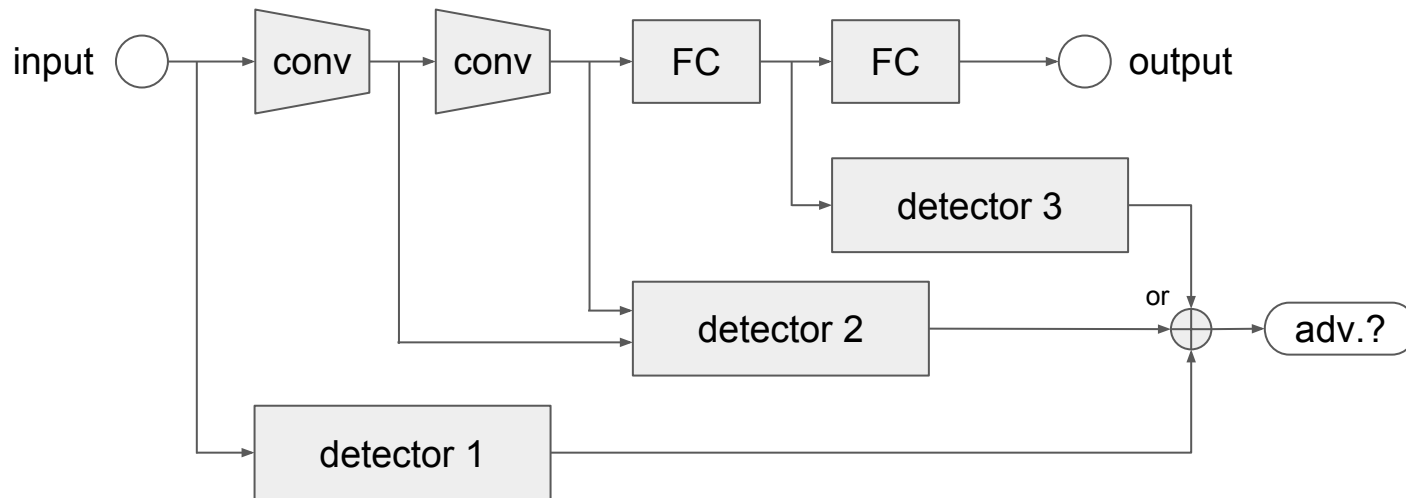 input
conv
conv
FC
FC
output
detector 3
or
detector 2
adv.?
detector 1